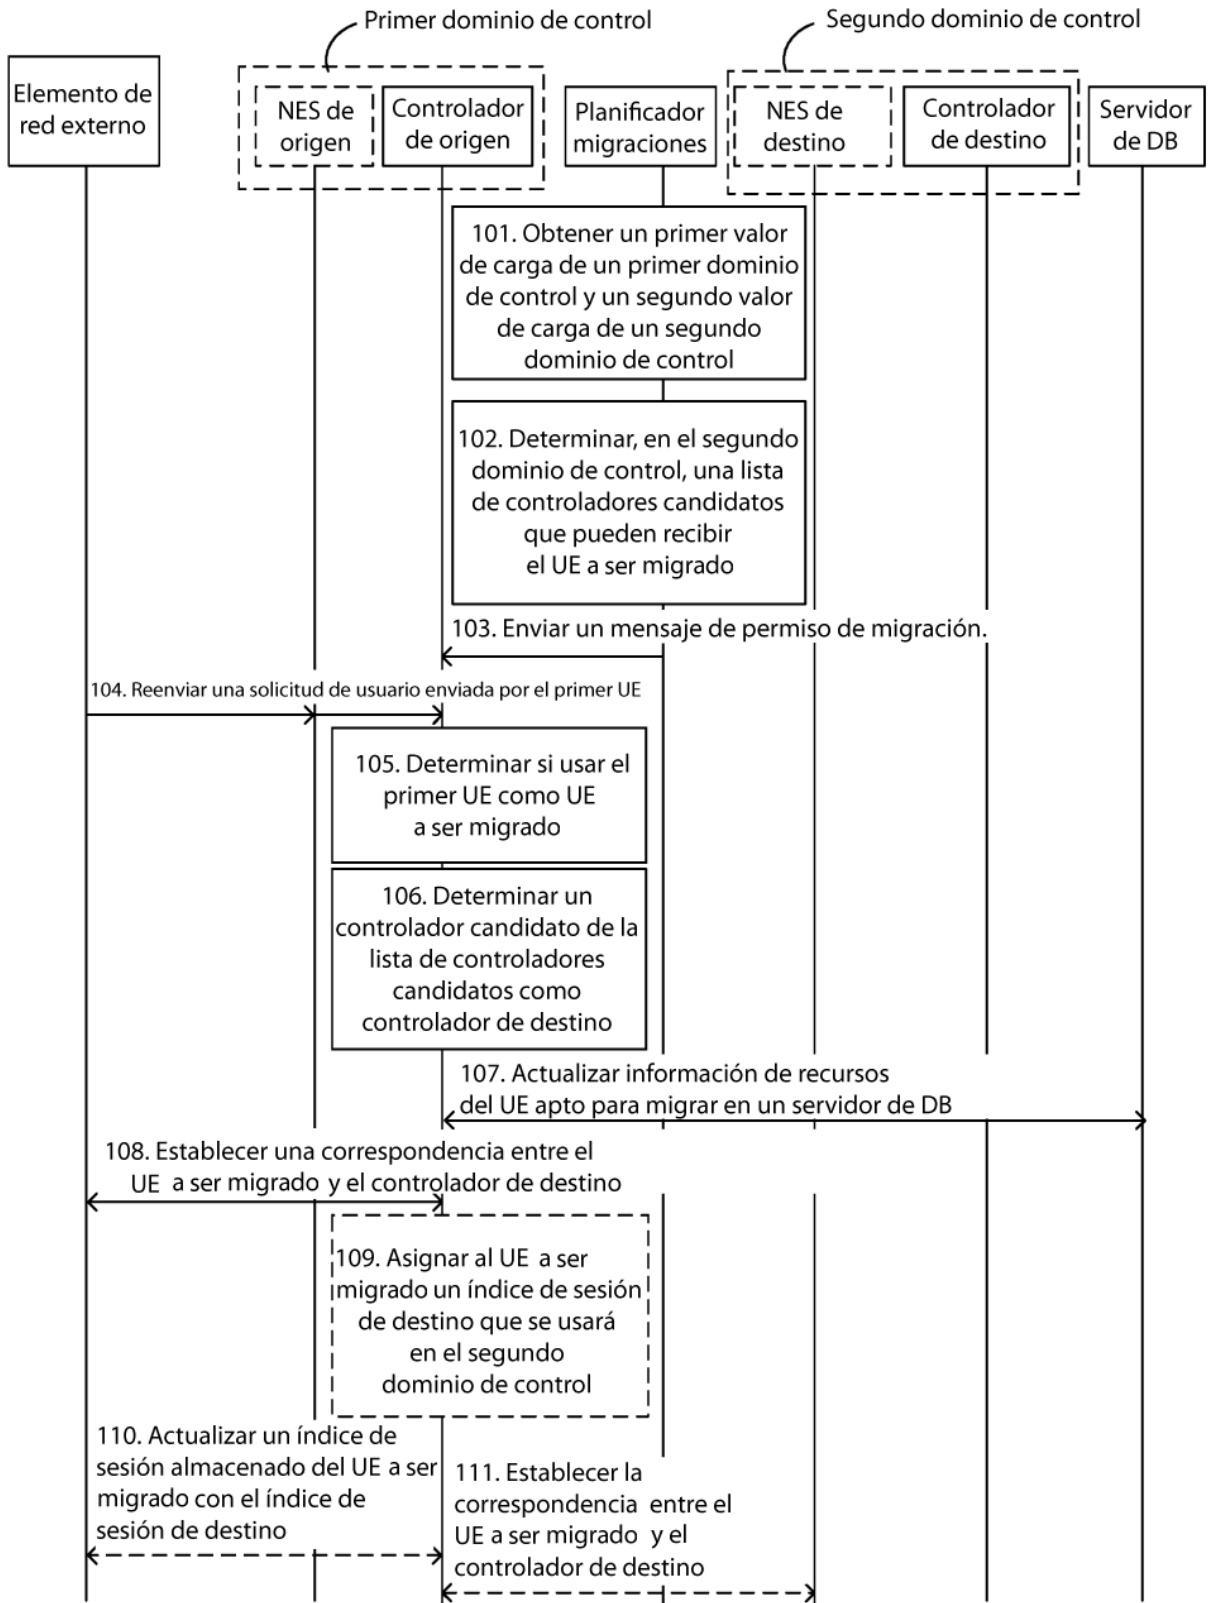 Primer dominio de control
Segundo dominio de control
Elemento de
red externo
NES de
origen
Controlador
de origen
Planificador
migraciones
NES de
destino
Controlador
de destino
Servidor
de DB
101. Obtener un primer valor
de carga de un primer dominio
de control y un segundo valor
de carga de un segundo
dominio de control
102. Determinar, en el segundo
dominio de control, una lista
de controladores candidatos
que pueden recibir
el UE a ser migrado
103. Enviar un mensaje de permiso de migración.
104. Reenviar una solicitud de usuario enviada por el primer UE
105. Determinar si usar el
primer UE como UE
a ser migrado
106. Determinar un
controlador candidato de la
lista de controladores
candidatos como
controlador de destino
107. Actualizar información de recursos
del UE apto para migrar en un servidor de DB
108. Establecer una correspondencia entre el
UE a ser migrado y el controlador de destino
109. Asignar al UE a ser
migrado un índice de sesión
de destino que se usará
en el segundo
dominio de control
110. Actualizar un índice de
sesión almacenado del UE a ser
migrado con el índice de
sesión de destino
111. Establecer la
correspondencia entre el
UE a ser migrado y el
controlador de destino